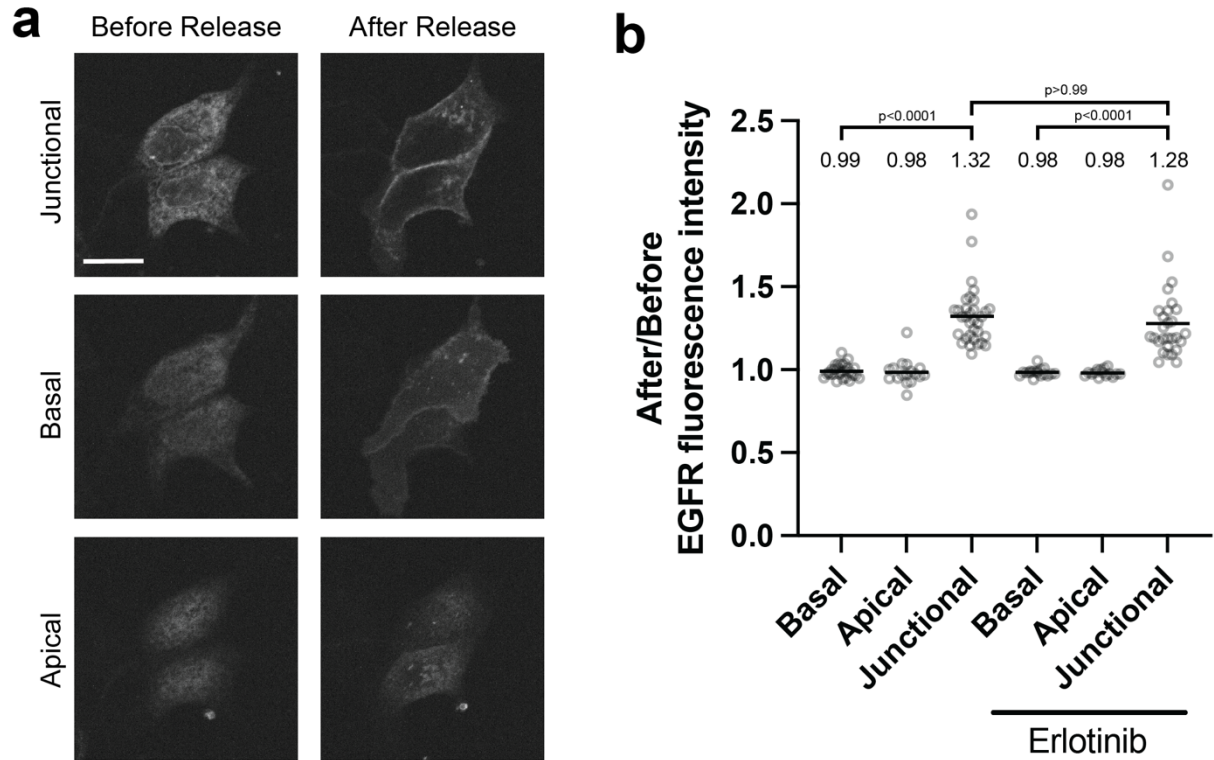 a
Before Release
After Release
Junctional
Basal
Apical
b
After/Before
EGFR fluorescence intensity
2.5
2.0
1.5
1.0
0.5
0.0
p>0.99
p<0.0001
p<0.0001
0.99
0.98
1.32
0.98
0.98
1.28
Basal
Apical
Junctional
Basal
Apical
Junctional
Erlotinib